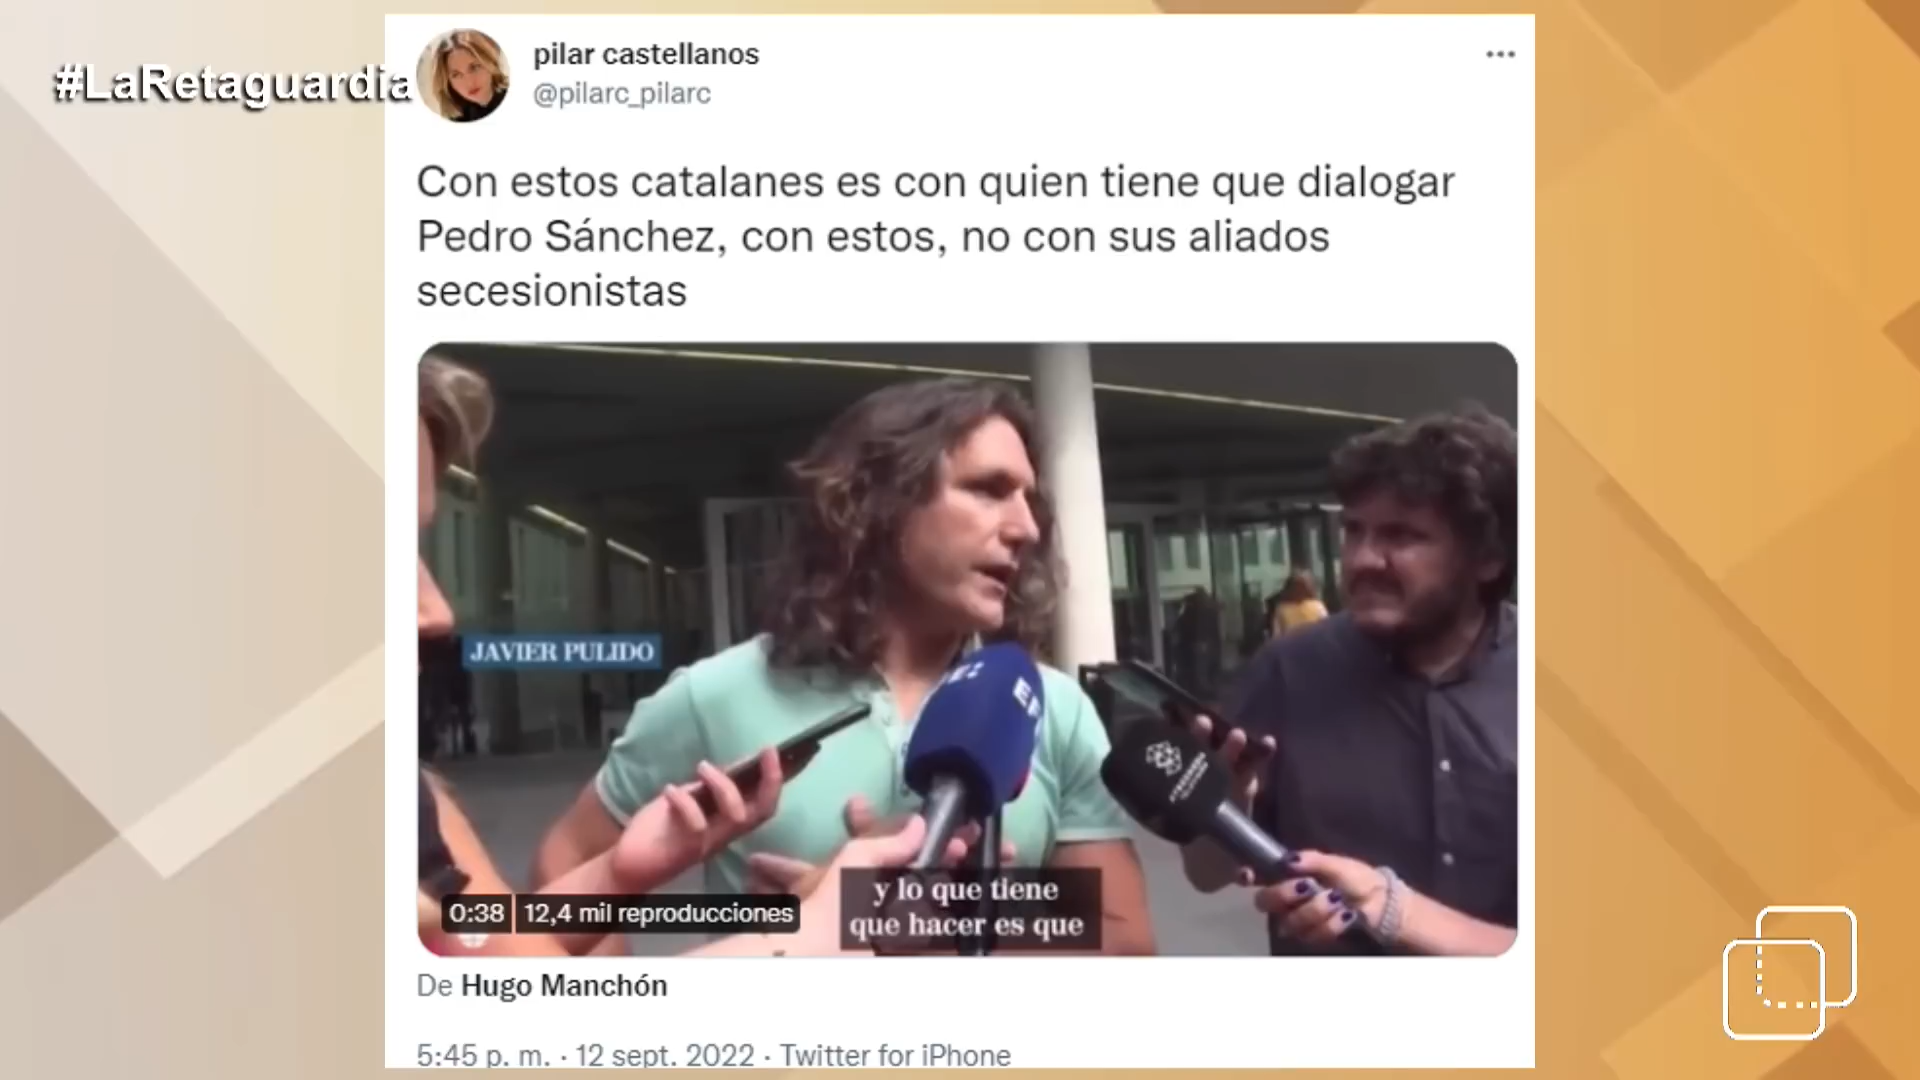 #LaRetaguardia
pilar castellanos
@pilarc_pilarc
Con estos catalanes es con quien tiene que dialogar
Pedro Sánchez, con estos, no con sus aliados
secesionistas
JAVIER PULIDO
y lo que tiene
que hacer es que
0:38 12,4 mil reproducciones
De Hugo Manchón
5:45 p. m. · 12 sept. 2022 · Twitter for iPhone